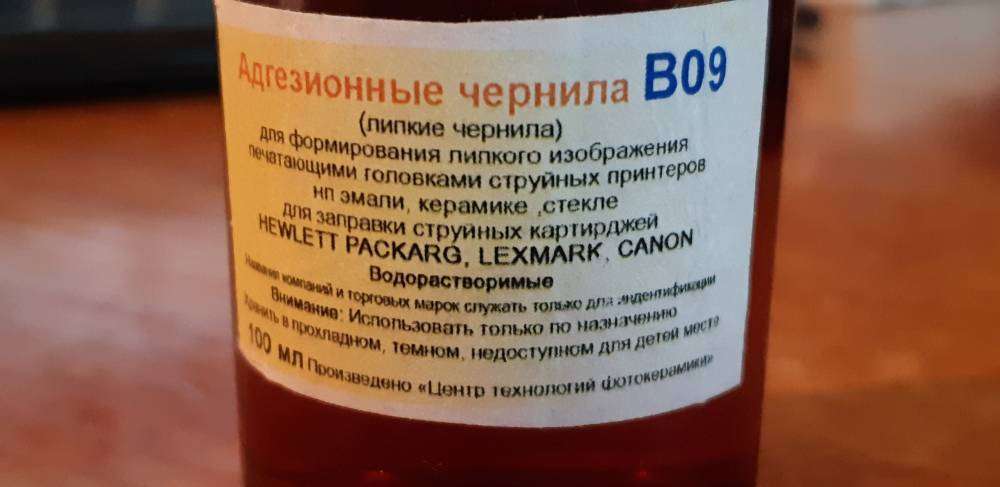 Адгезионные чернила В09
(липкие чернила)
для формирования липкого изображения
печатающими головками струйных принтеров
нп эмали, керамике ,стекле
для заправки струйных картирджей
HEWLETT PACKARG, LEXMARK, CANON
Водорастворимые
Названия компаний и торговых марок служать только для индентификации
Внимание: Использовать только по назначению
Хранить в прохладном, темном, недоступном для детей месте
100 мл Произведено «Центр технологий фотокерамики»